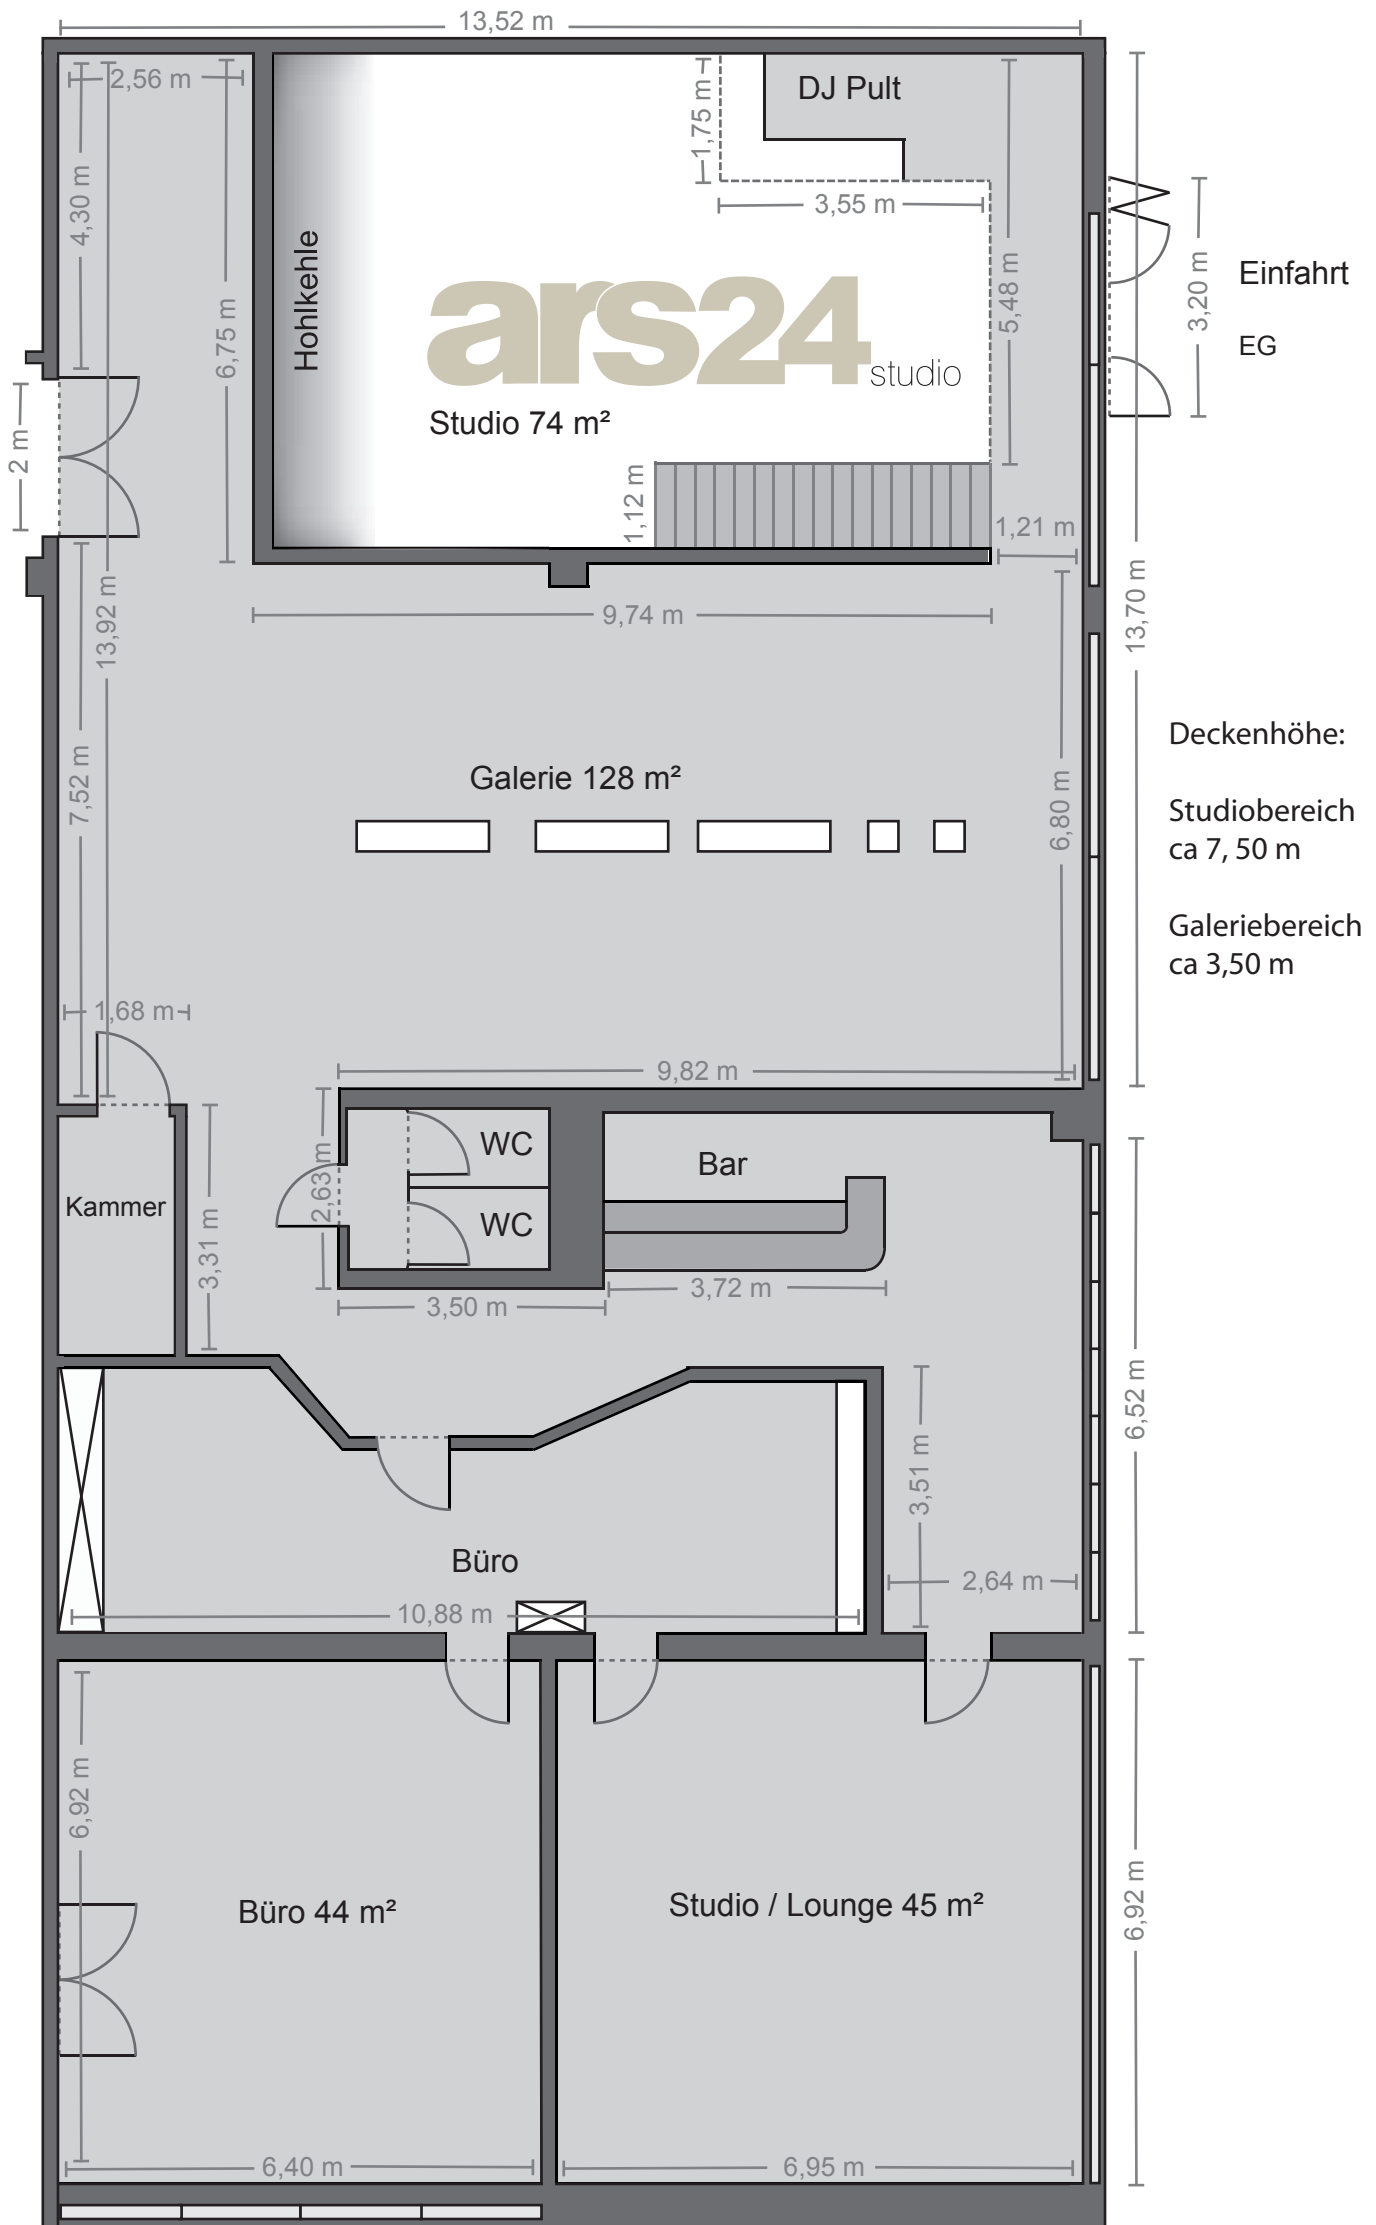 13,52 m
2,56 m
DJ Pult
1,75 m
4,30 m
3,55 m
Hohlkehle
6,75 m
5,48 m
3,20 m
Einfahrt
EG
ars24
studio
Studio 74 m²
2 m
1,12 m
1,21 m
13,92 m
9,74 m
13,70 m
Deckenhöhe:
Studiobereich
ca 7, 50 m
Galeriebereich
ca 3,50 m
7,52 m
Galerie 128 m²
6,80 m
1,68 m
9,82 m
WC
WC
Bar
Kammer
2,63 m
3,31 m
3,50 m
3,72 m
6,52 m
3,51 m
Büro
2,64 m
10,88 m
6,92 m
Büro 44 m²
Studio / Lounge 45 m²
6,92 m
6,40 m
6,95 m